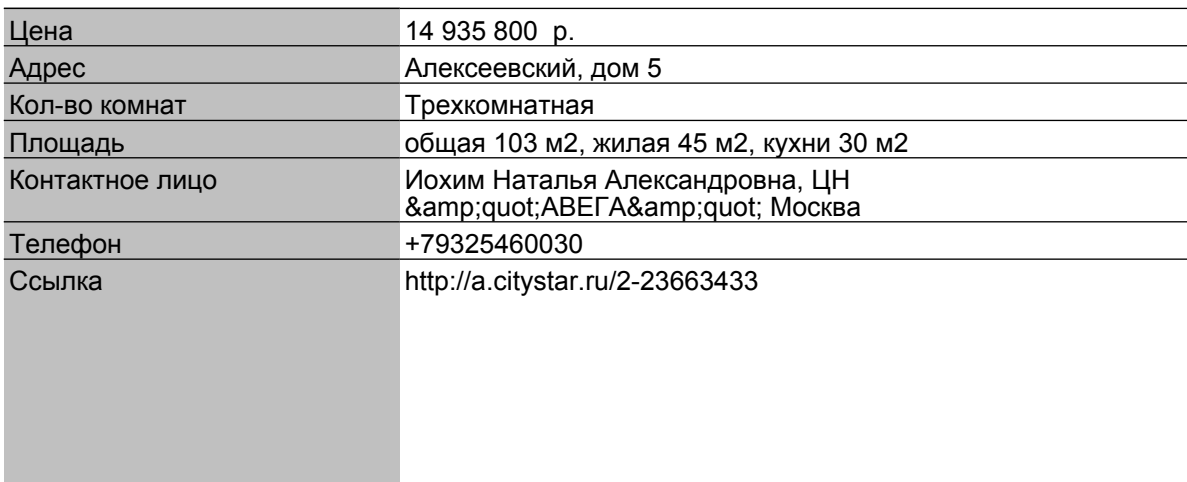 Цена 14 935 800 р.
Адрес Алексеевский, дом 5
Кол-во комнат Трехкомнатная
Площадь общая 103 м2, жилая 45 м2, кухни 30 м2
Контактное лицо Иохим Наталья Александровна, ЦН
&amp;quot;АВЕГА&amp;quot; Москва
Телефон +79325460030
Ссылка http://a.citystar.ru/2-23663433